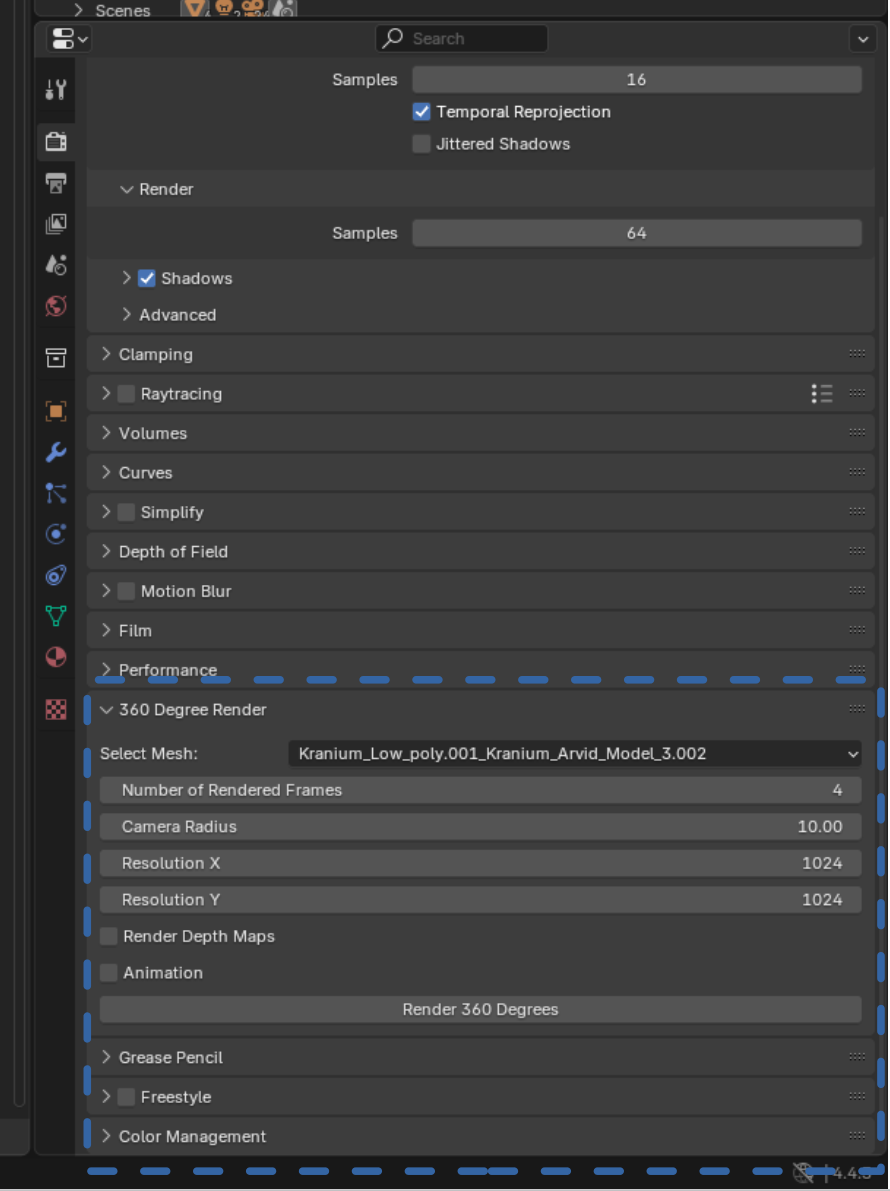 Scenes
Search
Samples 16
Temporal Reprojection
Jittered Shadows
Render
Samples 64
Shadows
Advanced
Clamping
Raytracing
Volumes
Curves
Simplify
Depth of Field
Motion Blur
Film
Performance
360 Degree Render
Select Mesh: Kranium_Low_poly.001_Kranium_Arvid_Model_3.002
Number of Rendered Frames 4
Camera Radius 10.00
Resolution X 1024
Resolution Y 1024
Render Depth Maps
Animation
Render 360 Degrees
Grease Pencil
Freestyle
Color Management